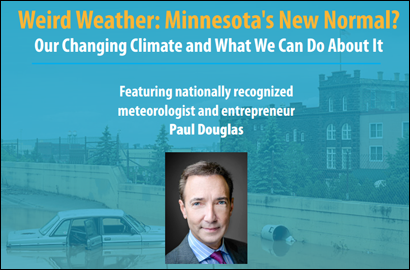 Weird Weather: Minnesota's New Normal?
Our Changing Climate and What We Can Do About It
Featuring nationally recognized
meteorologist and entrepreneur
Paul Douglas